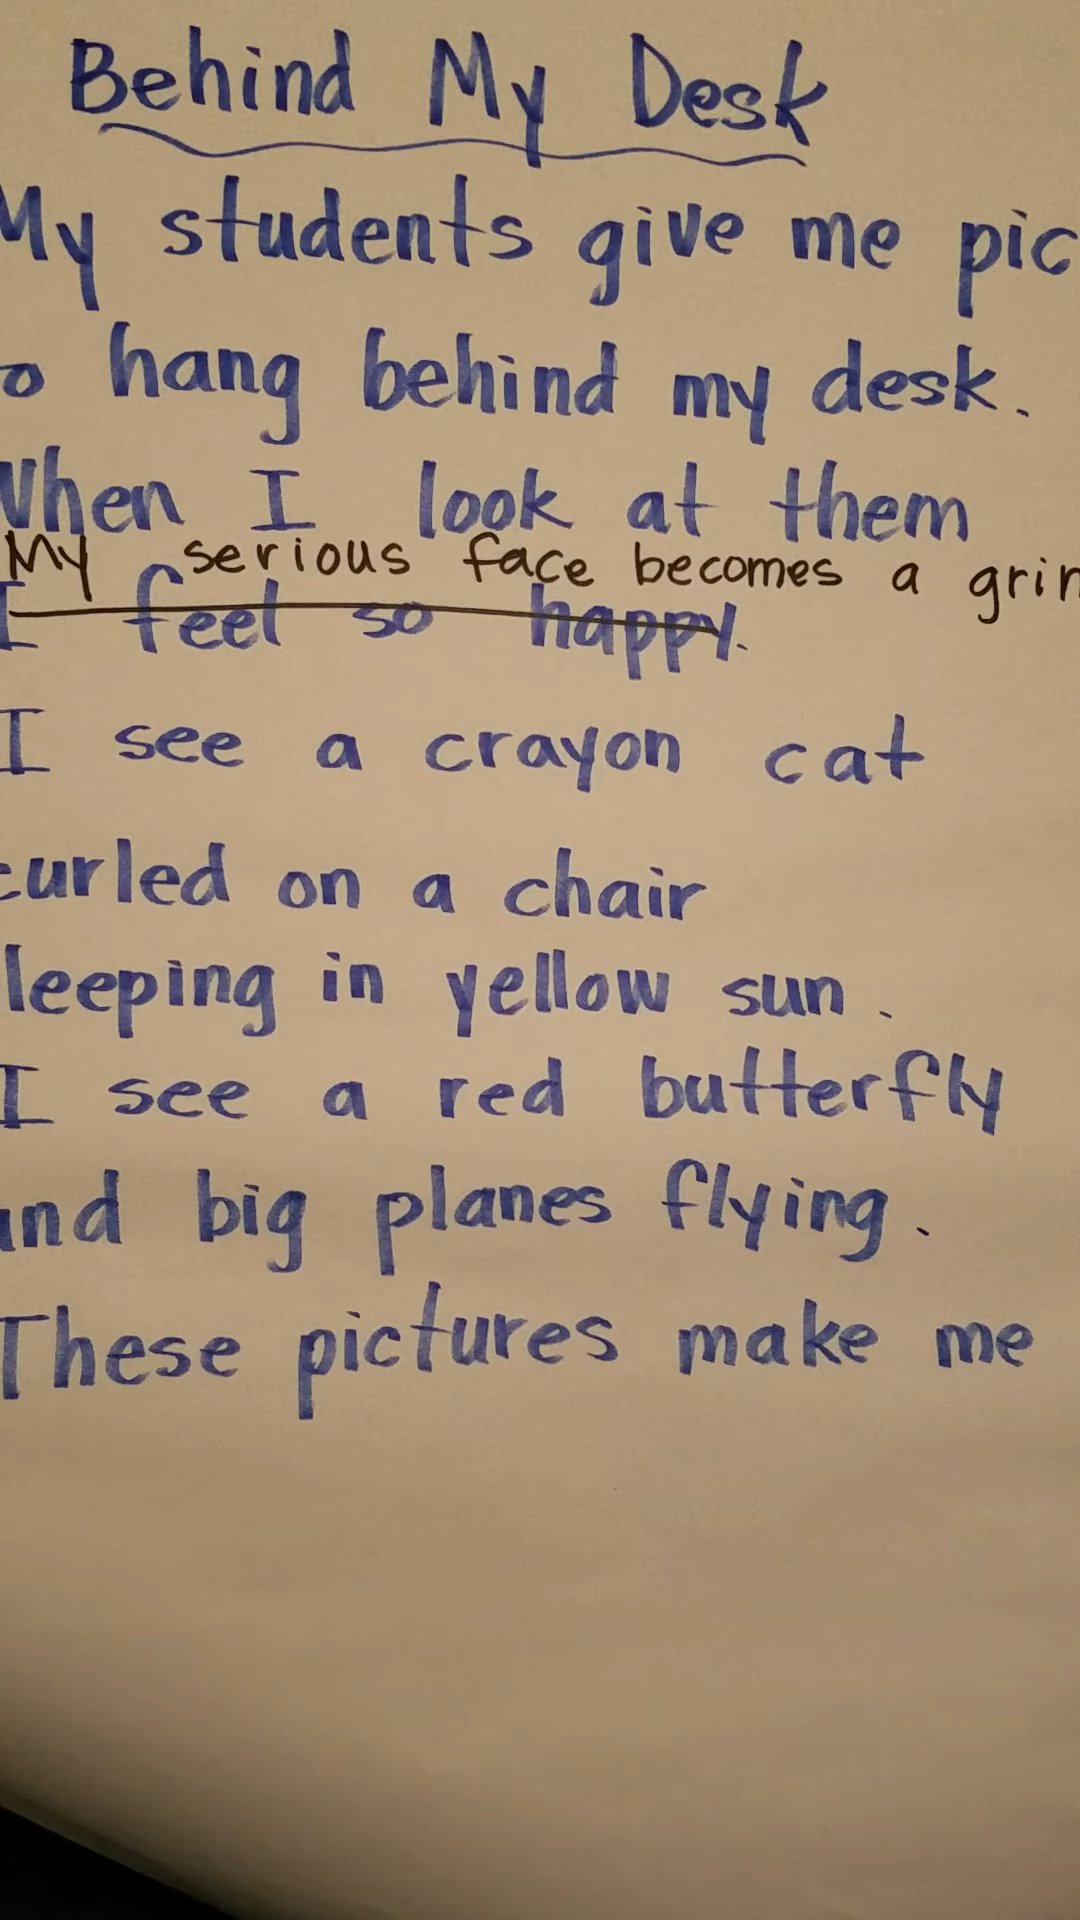 Behind My Desk
My students give me pic
o hang behind my desk.
When I look at them
My serious face becomes a grin
I feel so happy.
I see a crayon cat
curled on a chair
leeping in yellow sun.
I see a red butterfly
and big planes flying.
These pictures make me